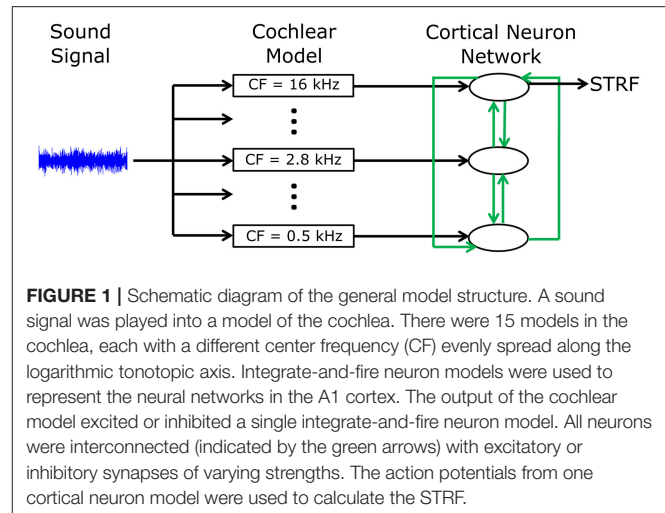 Sound Signal
Cochlear Model
Cortical Neuron Network
CF = 16 kHz
STRF
CF = 2.8 kHz
CF = 0.5 kHz
FIGURE 1 | Schematic diagram of the general model structure. A sound
signal was played into a model of the cochlea. There were 15 models in the
cochlea, each with a different center frequency (CF) evenly spread along the
logarithmic tonotopic axis. Integrate-and-fire neuron models were used to
represent the neural networks in the A1 cortex. The output of the cochlear
model excited or inhibited a single integrate-and-fire neuron model. All neurons
were interconnected (indicated by the green arrows) with excitatory or
inhibitory synapses of varying strengths. The action potentials from one
cortical neuron model were used to calculate the STRF.